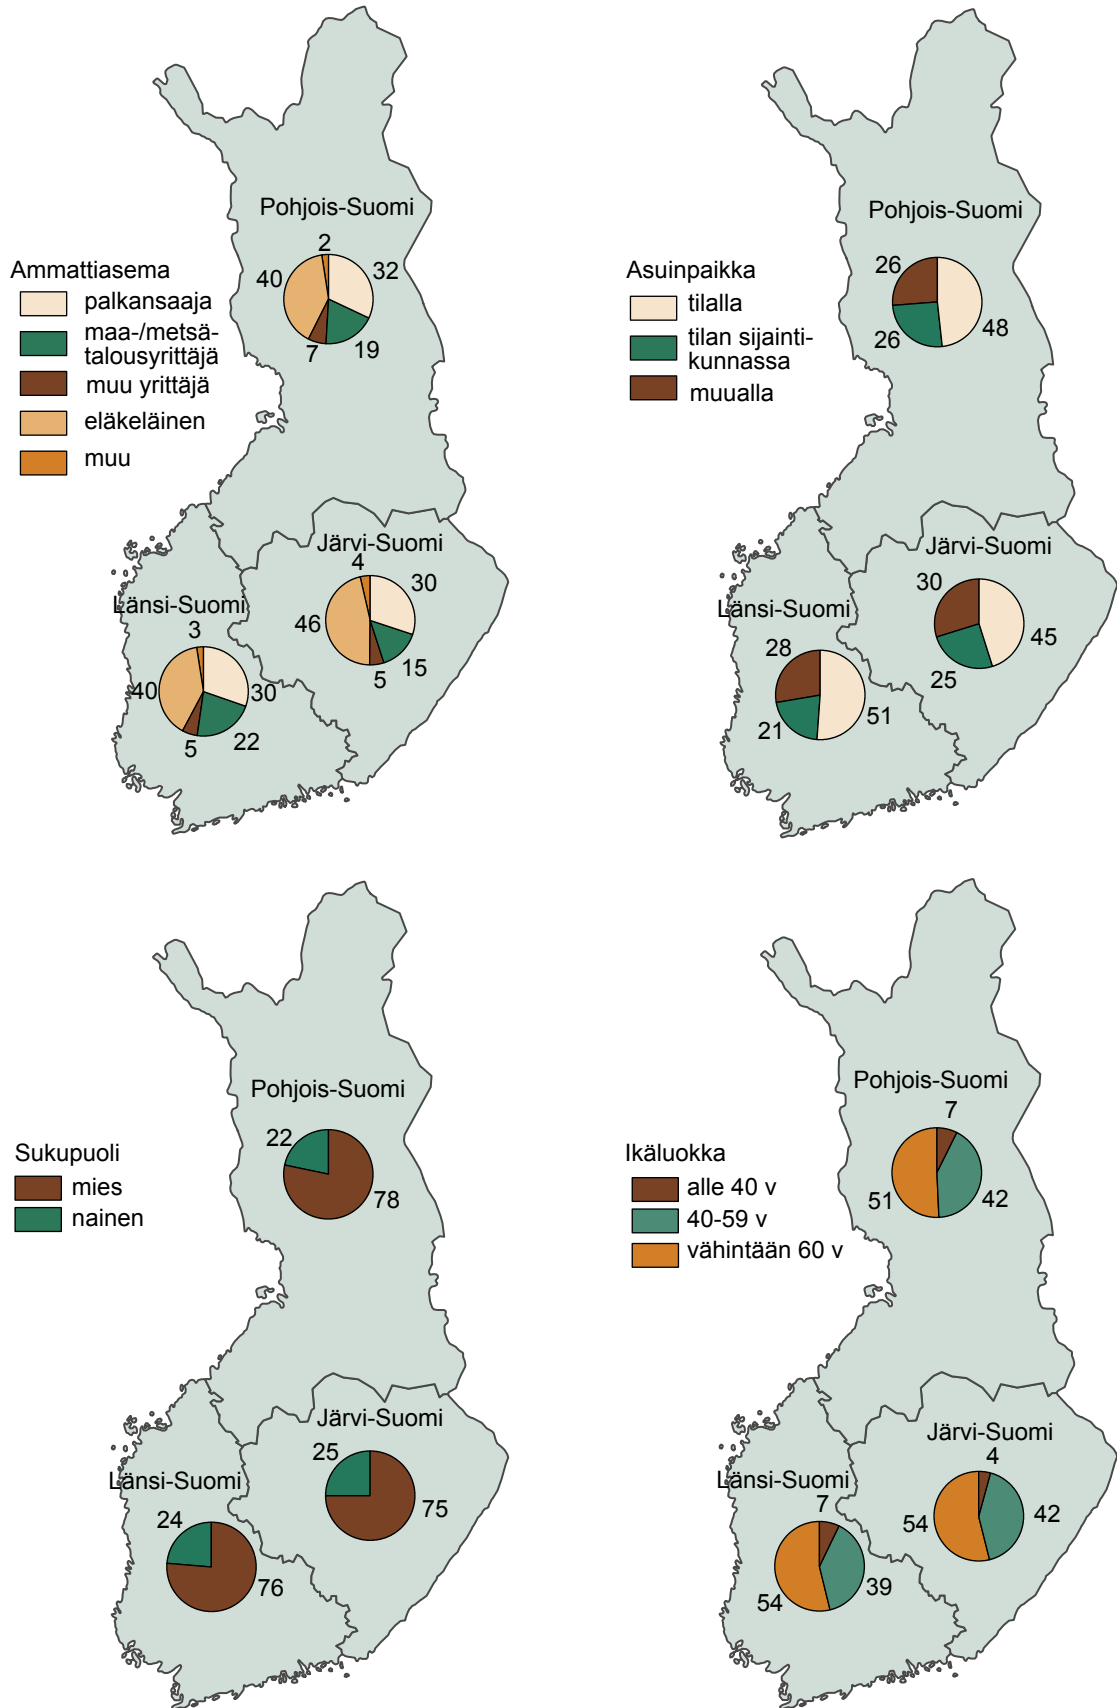 Pohjois-Suomi
2
40
32
7
19
Ammattiasema
palkansaaja
maa-/metsä-
talousyrittäjä
muu yrittäjä
eläkeläinen
muu
Järvi-Suomi
4
30
46
15
5
Länsi-Suomi
3
40
30
5
22
Pohjois-Suomi
26
26
48
Asuinpaikka
tilalla
tilan sijainti-
kunnassa
muualla
Järvi-Suomi
30
45
25
Länsi-Suomi
28
21
51
Pohjois-Suomi
22
78
Sukupuoli
mies
nainen
Järvi-Suomi
25
75
Länsi-Suomi
24
76
Pohjois-Suomi
7
51
42
Ikäluokka
alle 40 v
40-59 v
vähintään 60 v
Järvi-Suomi
4
54
42
Länsi-Suomi
7
54
39